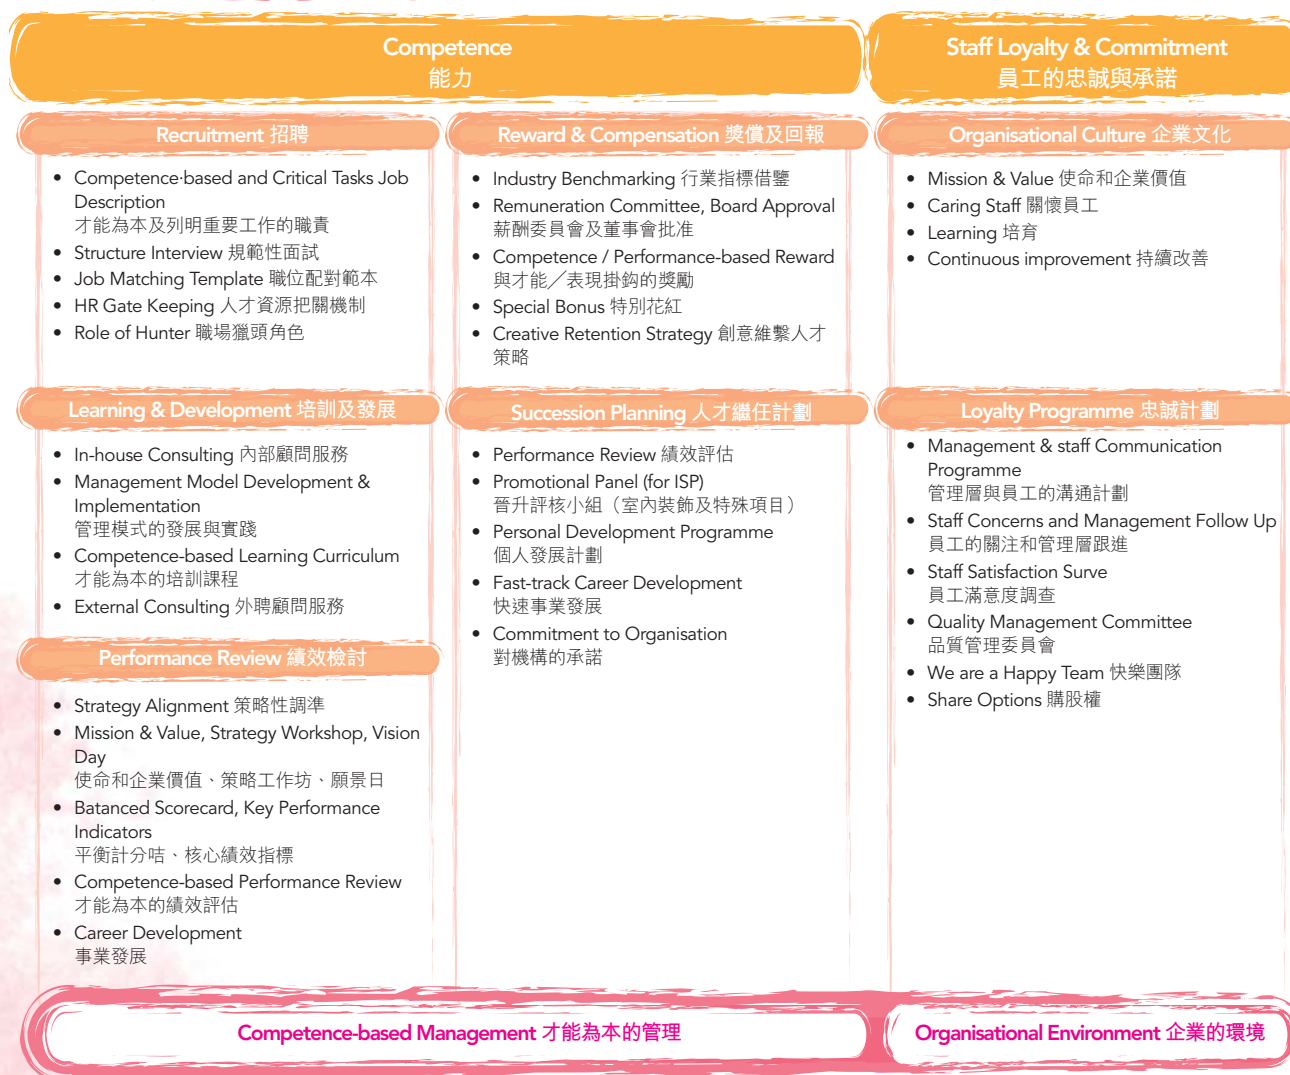 Competence
能力
Staff Loyalty & Commitment
員工的忠誠與承諾
Recruitment 招聘
• Competence-based and Critical Tasks Job
Description
才能為本及列明重要工作的職責
• Structure Interview 規範性面試
• Job Matching Template 職位配對範本
• HR Gate Keeping 人才資源把關機制
• Role of Hunter 職場獵頭角色
Learning & Development 培訓及發展
• In-house Consulting 內部顧問服務
• Management Model Development &
Implementation
管理模式的發展與實踐
• Competence-based Learning Curriculum
才能為本的培訓課程
• External Consulting 外聘顧問服務
Performance Review 績效檢討
• Strategy Alignment 策略性調準
• Mission & Value, Strategy Workshop, Vision
Day
使命和企業價值、策略工作坊、願景日
• Batanced Scorecard, Key Performance
Indicators
平衡計分咭、核心績效指標
• Competence-based Performance Review
才能為本的績效評估
• Career Development
事業發展
Reward & Compensation 獎償及回報
• Industry Benchmarking 行業指標借鑒
• Remuneration Committee, Board Approval
薪酬委員會及董事會批准
• Competence / Performance-based Reward
與才能／表現掛鈎的獎勵
• Special Bonus 特別花紅
• Creative Retention Strategy 創意維繫人才
策略
Succession Planning 人才繼任計劃
• Performance Review 績效評估
• Promotional Panel (for ISP)
晉升評核小組（室內裝飾及特殊項目）
• Personal Development Programme
個人發展計劃
• Fast-track Career Development
快速事業發展
• Commitment to Organisation
對機構的承諾
Organisational Culture 企業文化
• Mission & Value 使命和企業價值
• Caring Staff 關懷員工
• Learning 培育
• Continuous improvement 持續改善
Loyalty Programme 忠誠計劃
• Management & staff Communication
Programme
管理層與員工的溝通計劃
• Staff Concerns and Management Follow Up
員工的關注和管理層跟進
• Staff Satisfaction Surve
員工滿意度調查
• Quality Management Committee
品質管理委員會
• We are a Happy Team 快樂團隊
• Share Options 購股權
Competence-based Management 才能為本的管理
Organisational Environment 企業的環境